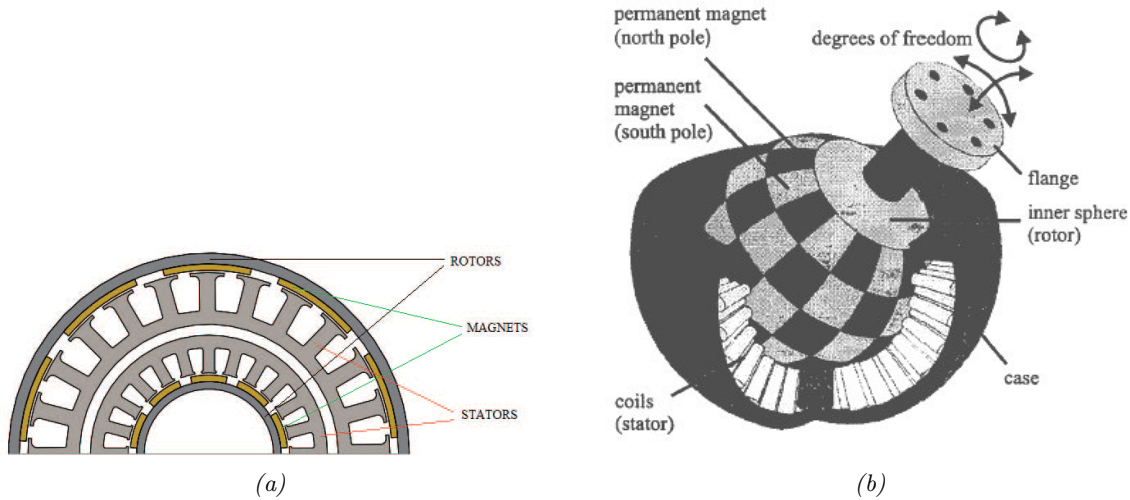 permanent magnet
(north pole)
degrees of freedom
permanent
magnet
(south pole)
flange
inner sphere
(rotor)
case
coils
(stator)
ROTORS
MAGNETS
STATORS
(a)
(b)